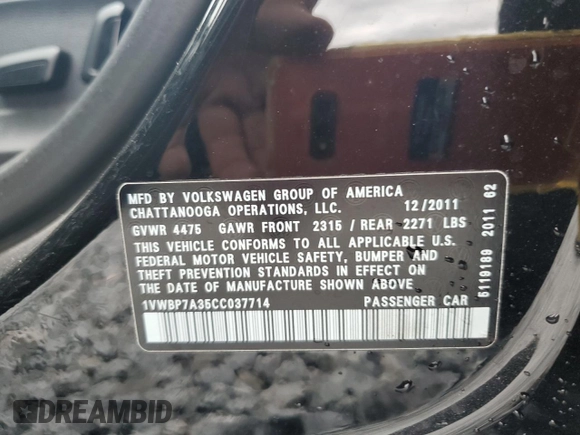 MFD BY VOLKSWAGEN GROUP OF AMERICA
CHATTANOOGA OPERATIONS, LLC. 12/2011
GVWR 4475 GAWR FRONT 2315 / REAR 2271 LBS
THIS VEHICLE CONFORMS TO ALL APPLICABLE U.S.
FEDERAL MOTOR VEHICLE SAFETY, BUMPER AND
THEFT PREVENTION STANDARDS IN EFFECT ON
THE DATE OF MANUFACTURE SHOWN ABOVE
1VWBP7A35CC037714 PASSENGER CAR
6119189 2011 62
DREAMBID